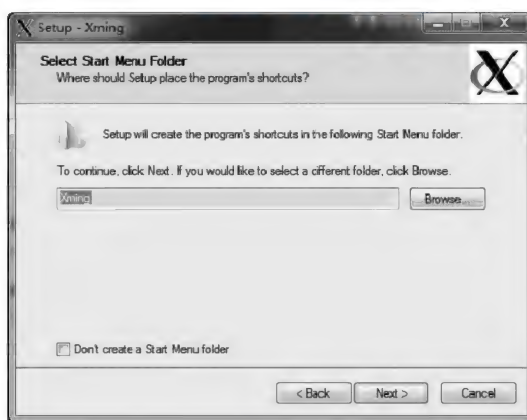 Setup - Xming
Select Start Menu Folder
Where should Setup place the program's shortcuts?
Setup will create the program's shortcuts in the following Start Menu folder.
To continue, click Next. If you would like to select a different folder, click Browse.
Xming
Browse...
Don't create a Start Menu folder
< Back
Next >
Cancel